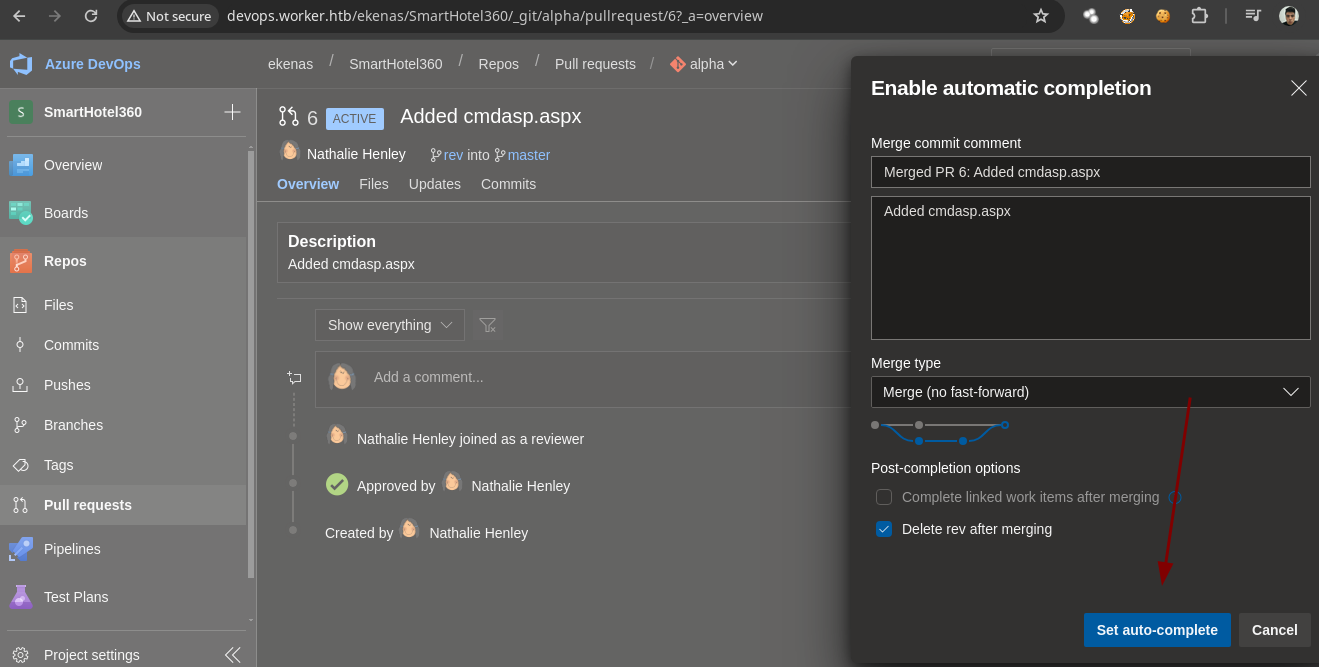 Not secure devops.worker.htb/ekenas/SmartHotel360/_git/alpha/pullrequest/6?_a=overview
Azure DevOps
ekenas / SmartHotel360 / Repos / Pull requests / alpha
S SmartHotel360
Overview
Boards
Repos
Files
Commits
Pushes
Branches
Tags
Pull requests
Pipelines
Test Plans
Project settings
6 ACTIVE Added cmdasp.aspx
Nathalie Henley rev into master
Overview Files Updates Commits
Description
Added cmdasp.aspx
Show everything
Add a comment...
Nathalie Henley joined as a reviewer
Approved by Nathalie Henley
Created by Nathalie Henley
Enable automatic completion
Merge commit comment
Merged PR 6: Added cmdasp.aspx
Added cmdasp.aspx
Merge type
Merge (no fast-forward)
Post-completion options
Complete linked work items after merging
Delete rev after merging
Set auto-complete Cancel